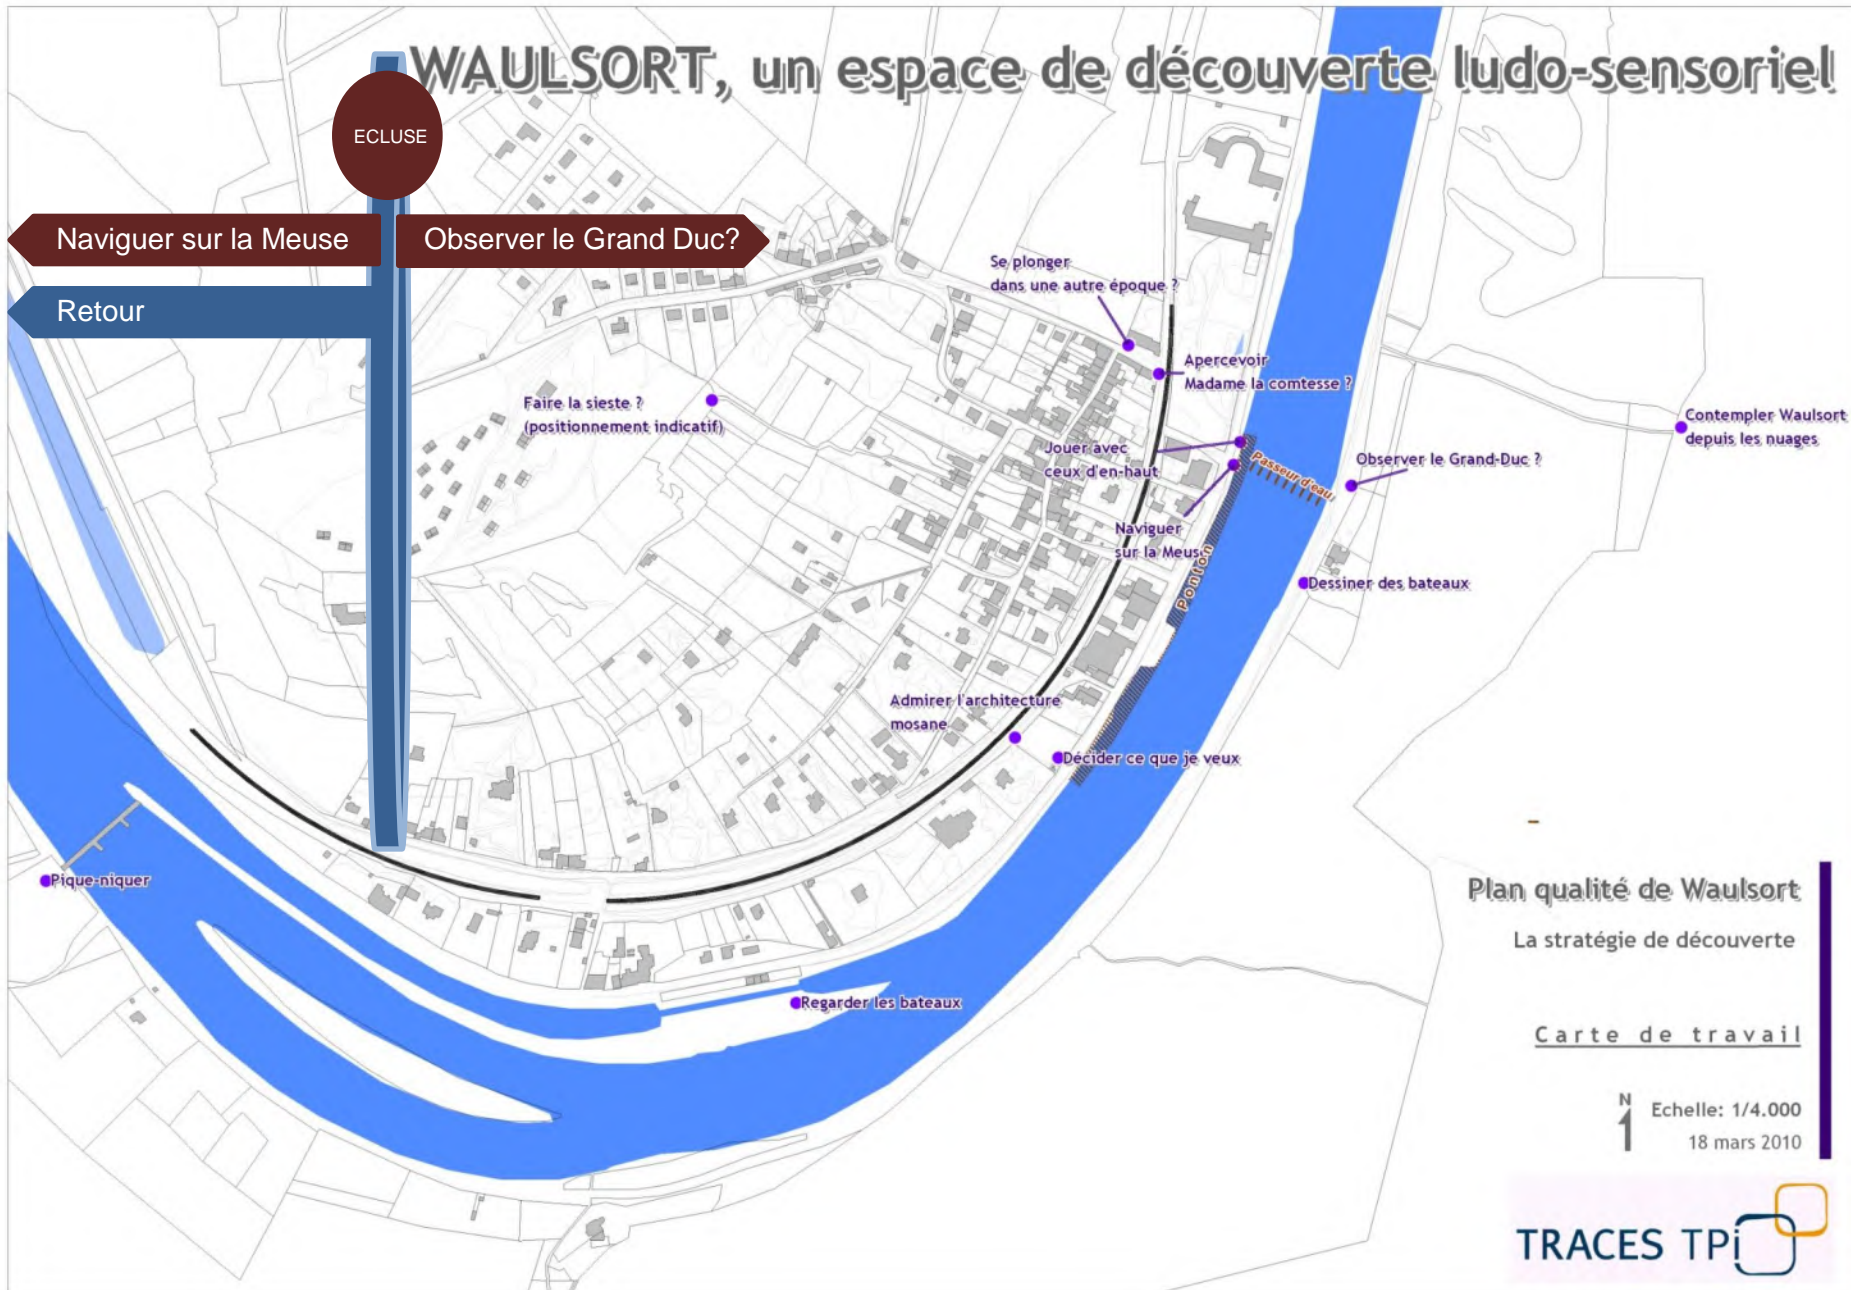 WAULSORT, un espace de découverte ludo-sensoriel
ECLUSE
Naviguer sur la Meuse
Observer le Grand Duc?
Retour
Se plonger
dans une autre époque ?
Apercevoir
Madame la comtesse ?
Faire la sieste ?
(positionnement indicatif)
Contempler Waulsort
depuis les nuages
Jouer avec
ceux d'en-haut
Passeur d'eau
Observer le Grand-Duc ?
Naviguer
sur la Meuse
Ponton
Dessiner des bateaux
Admirer l'architecture
mosane
Décider ce que je veux
Pique-niquer
Regarder les bateaux
Plan qualité de Waulsort
La stratégie de découverte
Carte de travail
N
Echelle: 1/4.000
18 mars 2010
TRACES TPi